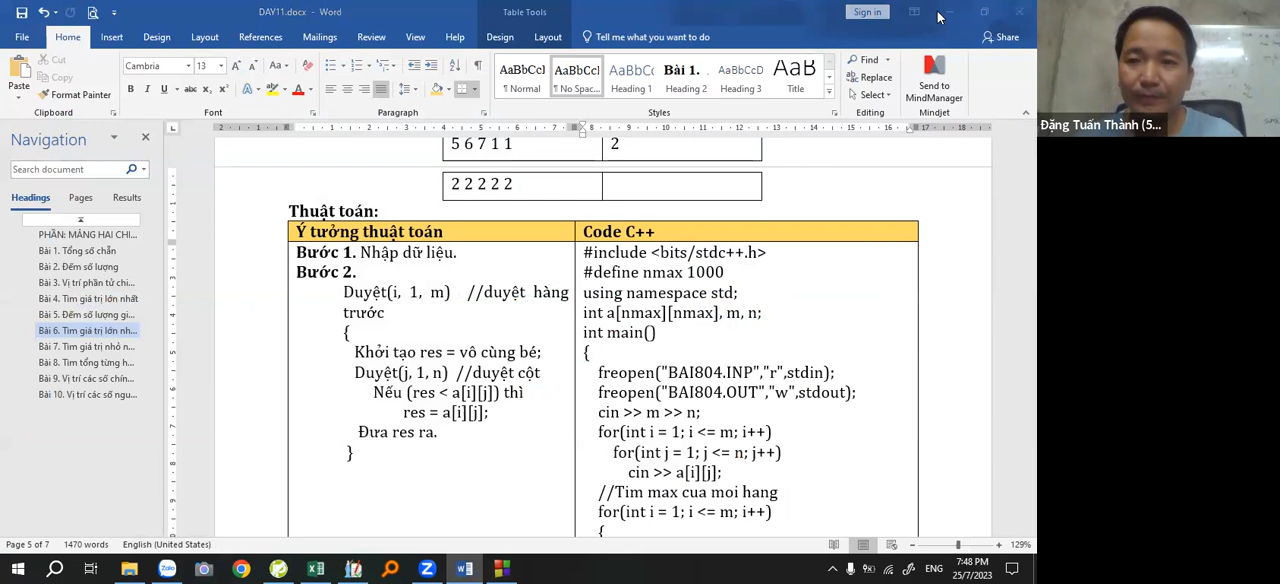 DAY11.docx - Word
Table Tools
Sign in
File
Home
Insert
Design
Layout
References
Mailings
Review
View
Help
Design
Layout
Tell me what you want to do
Share
Paste
Cut
Copy
Format Painter
Clipboard
Cambria
13
Font
Paragraph
AaBbCcI
¶ Normal
AaBbCcI
¶ No Spac...
AaBbCc
Heading 1
Bài 1.
Heading 2
AaBbCcD
Heading 3
AaB
Title
Styles
Find
Replace
Select
Editing
Send to
MindManager
Mindjet
Đặng Tuấn Thành (5...
Navigation
Search document
Headings
Pages
Results
PHẦN: MẢNG HAI CHI...
Bài 1. Tổng số chẵn
Bài 2. Đếm số lượng
Bài 3. Vị trí phần tử chi...
Bài 4. Tìm giá trị lớn nhất
Bài 5. Đếm số lượng gi...
Bài 6. Tìm giá trị lớn nh...
Bài 7. Tìm giá trị nhỏ n...
Bài 8. Tìm tổng từng h...
Bài 9. Vị trí các số chín...
Bài 10. Vị trí các số ngu...
5 6 7 1 1
2
2 2 2 2 2
Thuật toán:
Ý tưởng thuật toán
Bước 1. Nhập dữ liệu.
Bước 2.
Duyệt(i, 1, m) //duyệt hàng
trước
{
Khởi tạo res = vô cùng bé;
Duyệt(j, 1, n) //duyệt cột
Nếu (res < a[i][j]) thì
res = a[i][j];
Đưa res ra.
}
Code C++
#include <bits/stdc++.h>
#define nmax 1000
using namespace std;
int a[nmax][nmax], m, n;
int main()
{
freopen("BAI804.INP","r",stdin);
freopen("BAI804.OUT","w",stdout);
cin >> m >> n;
for(int i = 1; i <= m; i++)
for(int j = 1; j <= n; j++)
cin >> a[i][j];
//Tim max cua moi hang
for(int i = 1; i <= m; i++)
{
Page 5 of 7
1470 words
English (United States)
129%
Zalo
ENG
7:48 PM
25/7/2023